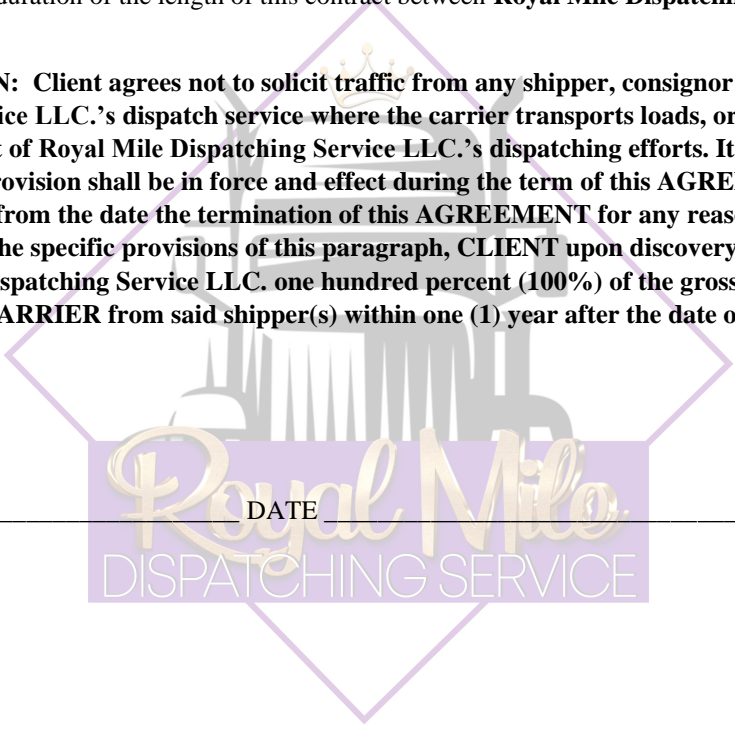 duration of the length of this contract between Royal Mile Dispatching
N: Client agrees not to solicit traffic from any shipper, consignor
ice LLC.'s dispatch service where the carrier transports loads, or
t of Royal Mile Dispatching Service LLC.'s dispatching efforts. It
rovision shall be in force and effect during the term of this AGRE
from the date the termination of this AGREEMENT for any reas
he specific provisions of this paragraph, CLIENT upon discovery
spatching Service LLC. one hundred percent (100%) of the gross
ARRIER from said shipper(s) within one (1) year after the date o
Royal Mile
DATE
DISPATCHING SERVICE